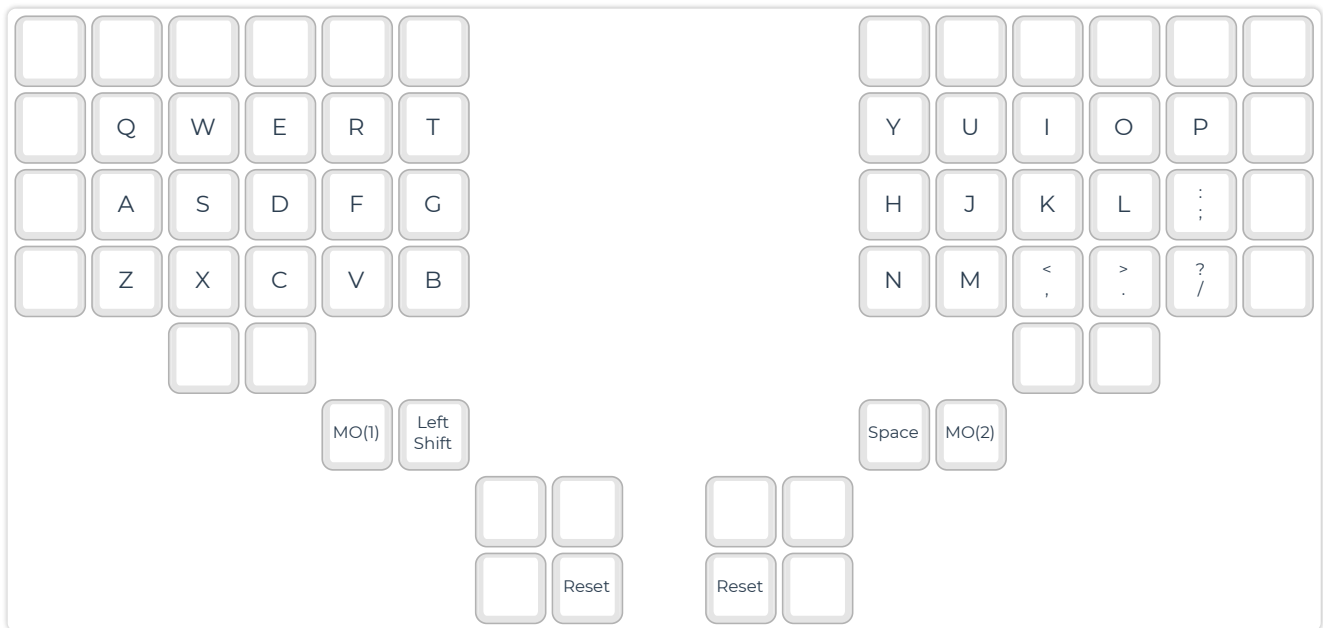 Q W E R T Y U I O P
A S D F G H J K L :
;
Z X C V B N M < > ?
, . /
MO(1) Left Shift Space MO(2)
Reset Reset